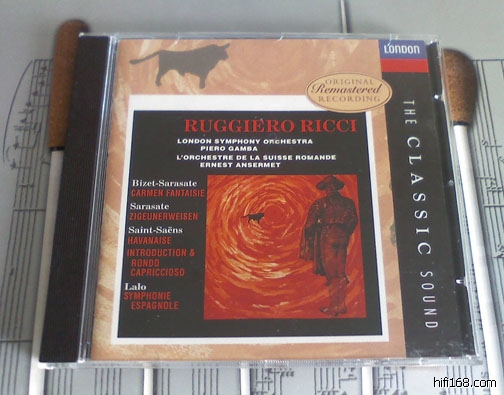 LONDON
ORIGINAL
Remastered
RECORDING
RUGGIÉRO RICCI
LONDON SYMPHONY ORCHESTRA
PIERO GAMBA
L'ORCHESTRE DE LA SUISSE ROMANDE
ERNEST ANSERMET
Bizet-Sarasate
CARMEN FANTAISIE
Sarasate
ZIGEUNERWEISEN
Saint-Saëns
HAVANAISE
INTRODUCTION &
RONDO
CAPRICCIOSO
Lalo
SYMPHONIE
ESPAGNOLE
THE CLASSIC SOUND
hifi168.com